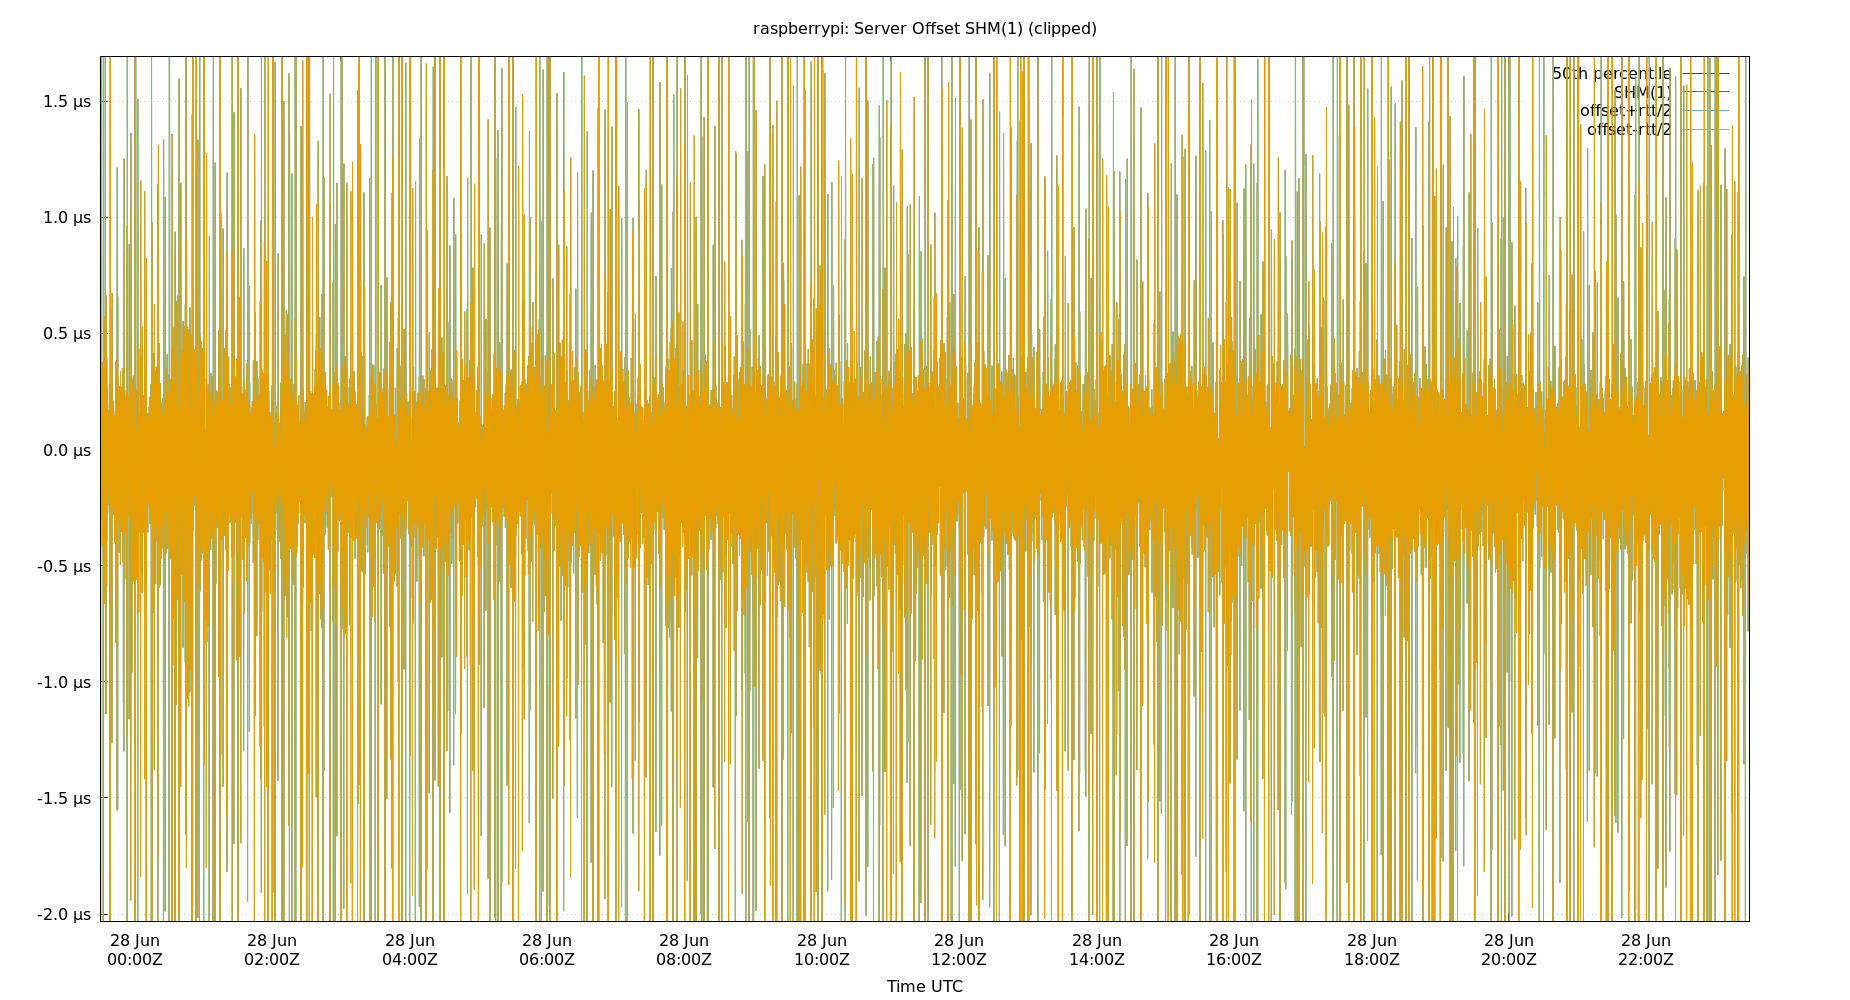 raspberrypi: Server Offset SHM(1) (clipped)
50th percentile
SHM(1)
offset+rtt/2
offset-rtt/2
1.5 µs
1.0 µs
0.5 µs
0.0 µs
-0.5 µs
-1.0 µs
-1.5 µs
-2.0 µs
28 Jun 28 Jun 28 Jun 28 Jun 28 Jun 28 Jun 28 Jun 28 Jun 28 Jun 28 Jun 28 Jun 28 Jun
00:00Z 02:00Z 04:00Z 06:00Z 08:00Z 10:00Z 12:00Z 14:00Z 16:00Z 18:00Z 20:00Z 22:00Z
Time UTC